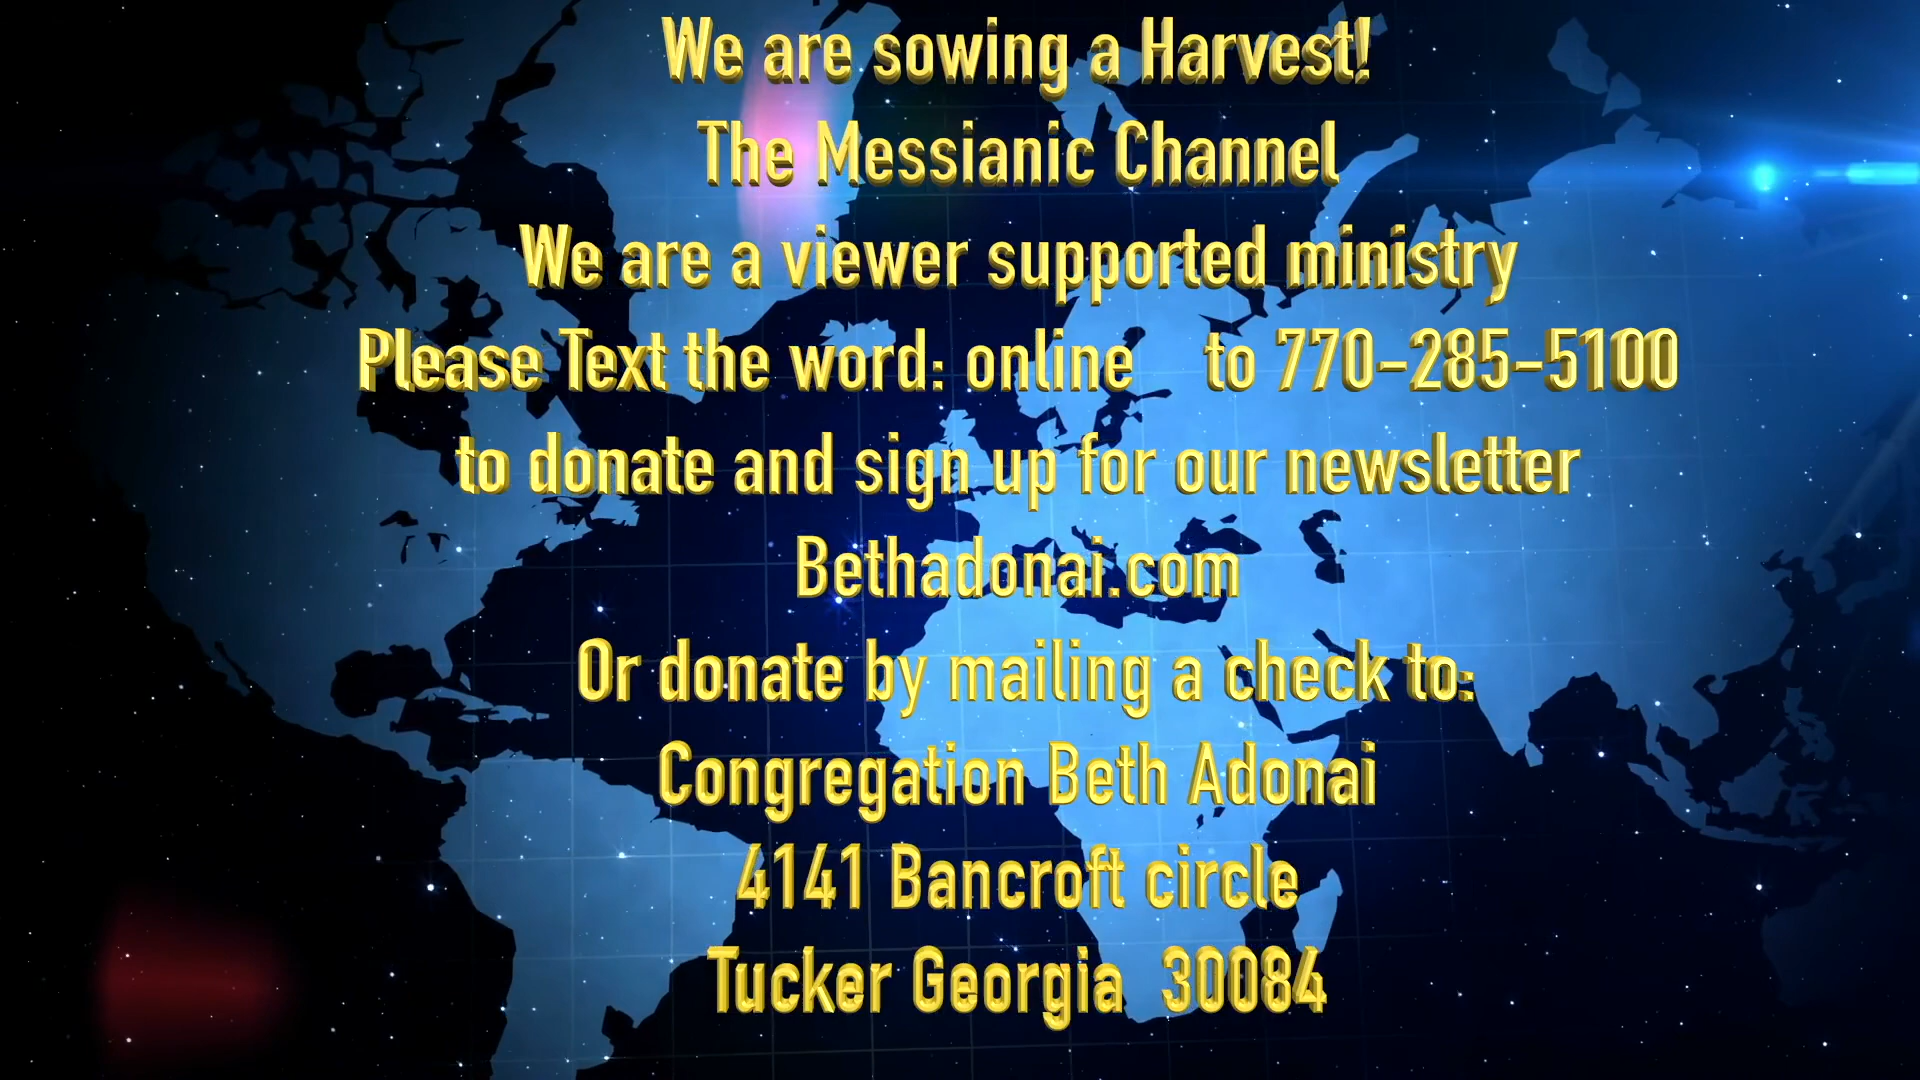 We are sowing a Harvest!
The Messianic Channel
We are a viewer supported ministry
Please Text the word: online to 770-285-5100
to donate and sign up for our newsletter
Bethadonai.com
Or donate by mailing a check to:
Congregation Beth Adonai
4141 Bancroft circle
Tucker Georgia 30084